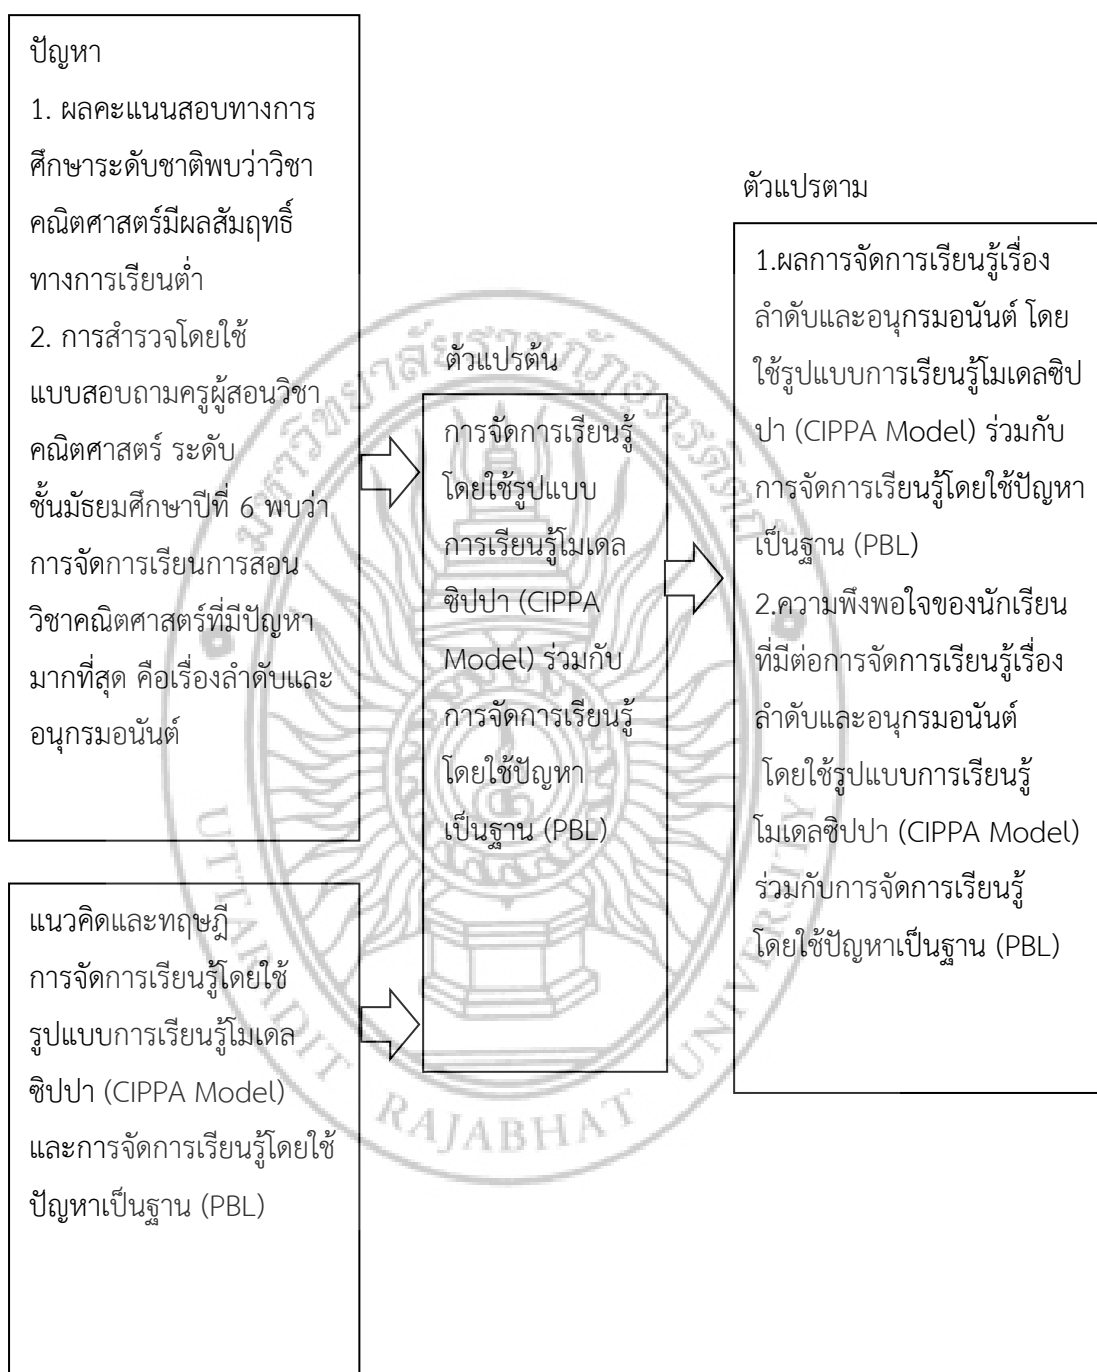 ปัญหา
1. ผลคะแนนสอบทางการ
ศึกษาระดับชาติพบว่าวิชา
คณิตศาสตร์มีผลสัมฤทธิ์
ทางการเรียนต่ำ
2. การสำรวจโดยใช้
แบบสอบถามครูผู้สอนวิชา
คณิตศาสตร์ ระดับ
ชั้นมัธยมศึกษาปีที่ 6 พบว่า
การจัดการเรียนการสอน
วิชาคณิตศาสตร์ที่มีปัญหา
มากที่สุด คือเรื่องลำดับและ
อนุกรมอนันต์
แนวคิดและทฤษฎี
การจัดการเรียนรู้โดยใช้
รูปแบบการเรียนรู้โมเดล
ซิปปา (CIPPA Model)
และการจัดการเรียนรู้โดยใช้
ปัญหาเป็นฐาน (PBL)
ตัวแปรต้น
การจัดการเรียนรู้
โดยใช้รูปแบบ
การเรียนรู้โมเดล
ซิปปา (CIPPA
Model) ร่วมกับ
การจัดการเรียนรู้
โดยใช้ปัญหา
เป็นฐาน (PBL)
ตัวแปรตาม
1.ผลการจัดการเรียนรู้เรื่อง
ลำดับและอนุกรมอนันต์ โดย
ใช้รูปแบบการเรียนรู้โมเดลซิป
ปา (CIPPA Model) ร่วมกับ
การจัดการเรียนรู้โดยใช้ปัญหา
เป็นฐาน (PBL)
2.ความพึงพอใจของนักเรียน
ที่มีต่อการจัดการเรียนรู้เรื่อง
ลำดับและอนุกรมอนันต์
โดยใช้รูปแบบการเรียนรู้
โมเดลซิปปา (CIPPA Model)
ร่วมกับการจัดการเรียนรู้
โดยใช้ปัญหาเป็นฐาน (PBL)
มหาวิทยาลัยราชภัฏอุตรดิตถ์
UTTARADIT RAJABHAT UNIVERSITY